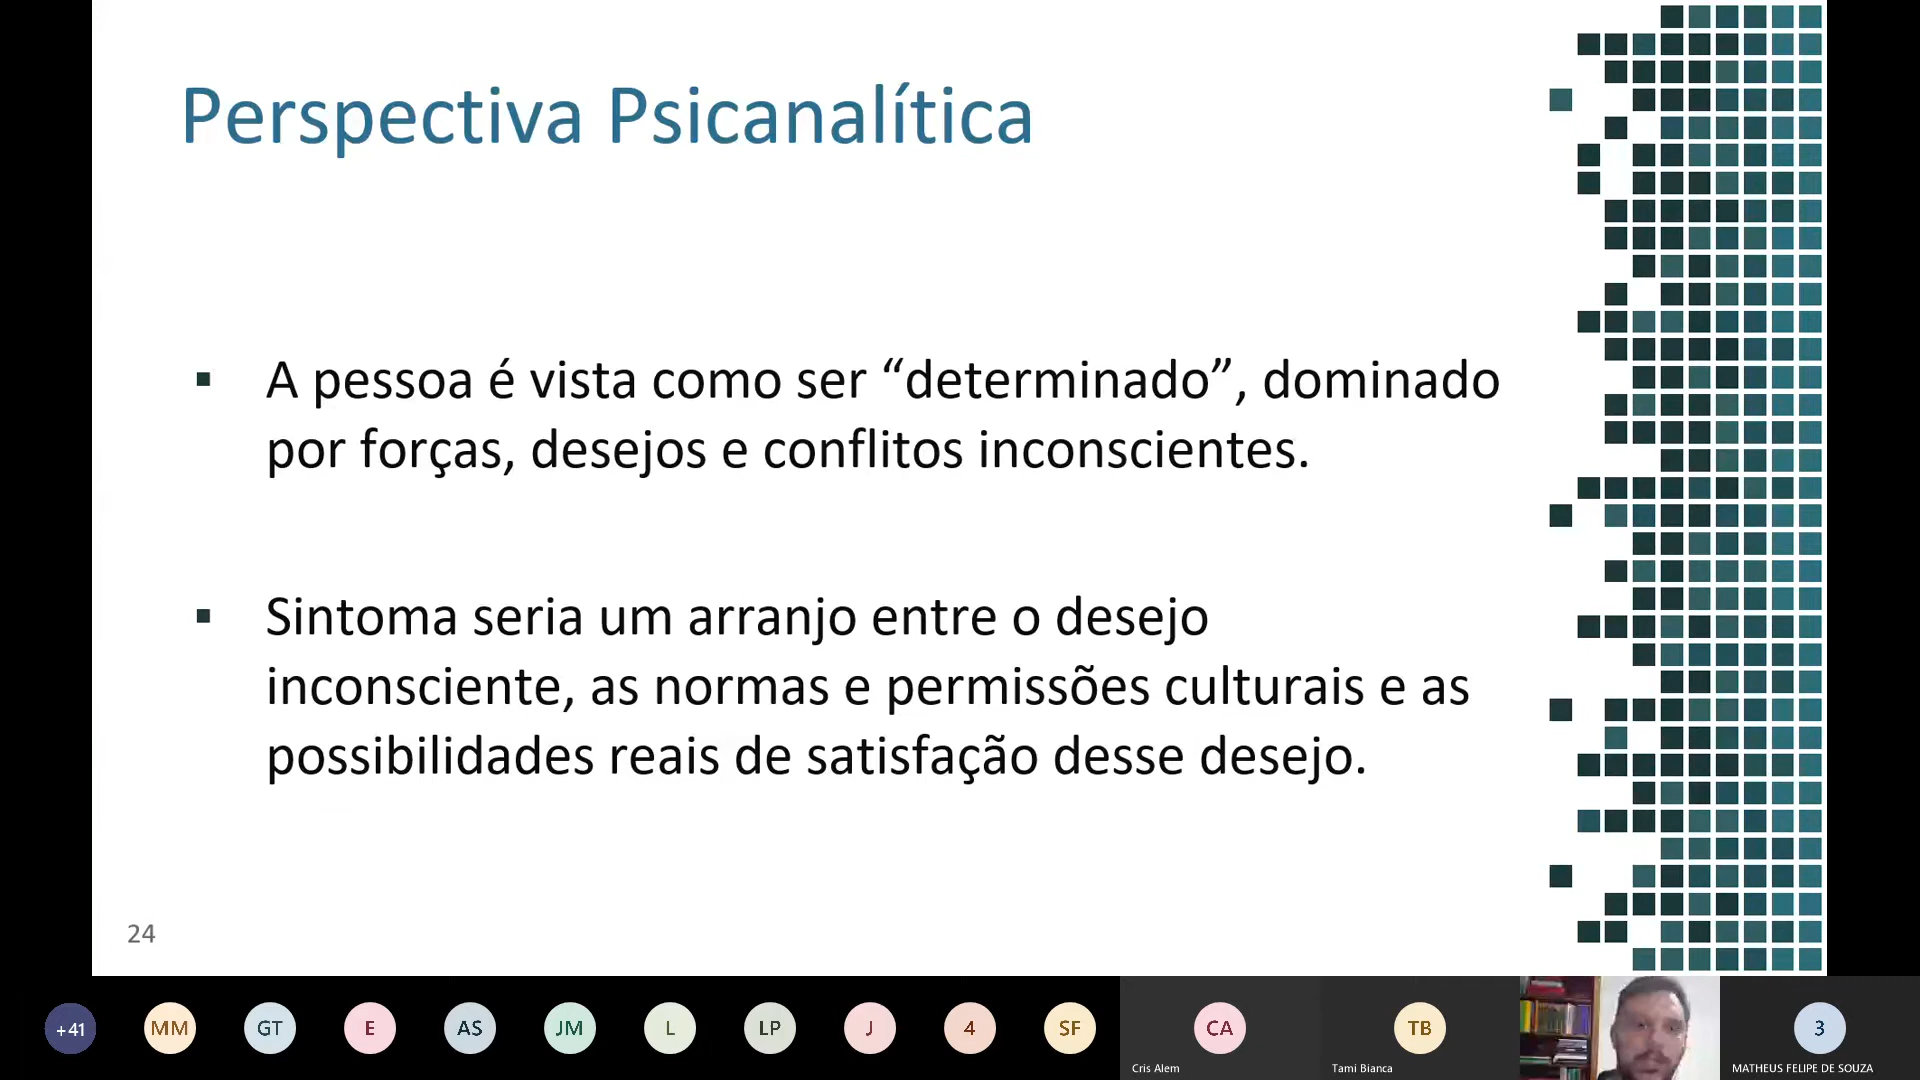 Perspectiva Psicanalítica
▪ A pessoa é vista como ser “determinado”, dominado
por forças, desejos e conflitos inconscientes.
▪ Sintoma seria um arranjo entre o desejo
inconsciente, as normas e permissões culturais e as
possibilidades reais de satisfação desse desejo.
24
+41 MM GT E AS JM L LP J 4 SF CA TB 3
Cris Alem Tami Bianca MATHEUS FELIPE DE SOUZA